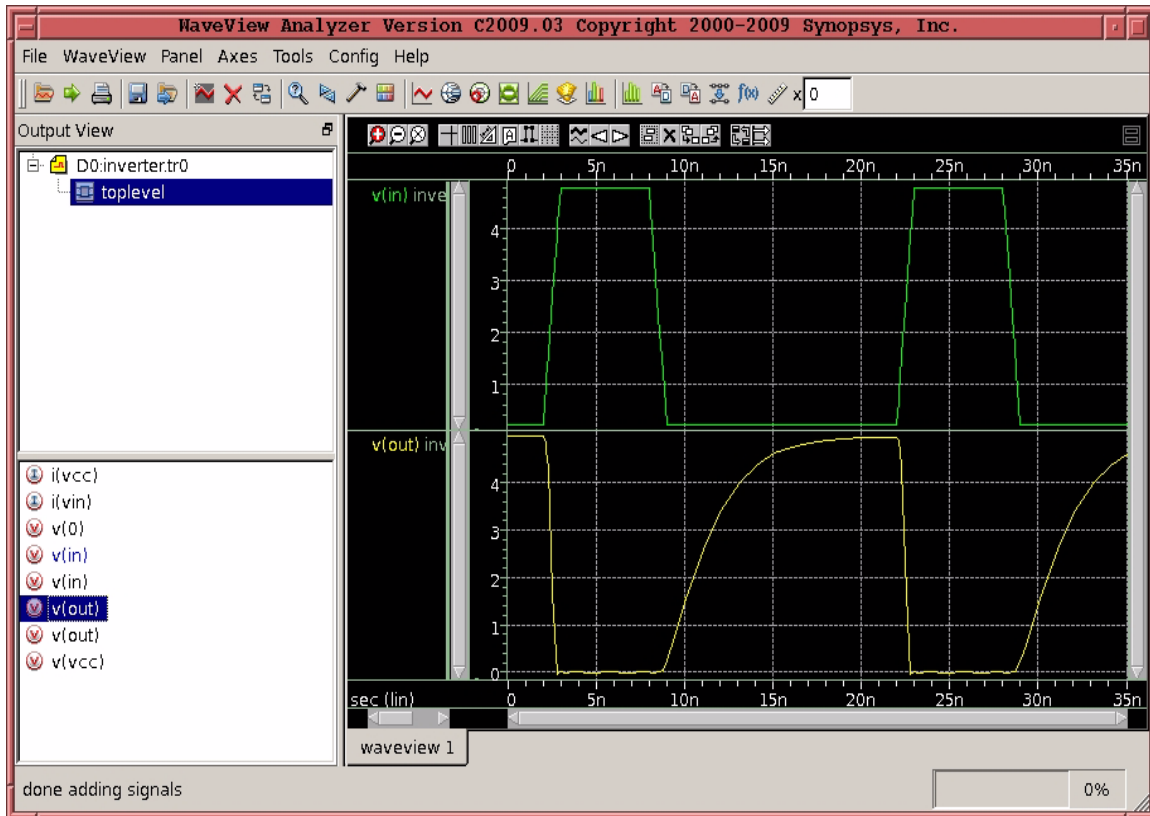 WaveView Analyzer Version C2009.03 Copyright 2000-2009 Synopsys, Inc.
File WaveView Panel Axes Tools Config Help
x 0
Output View
D0:inverter.tr0
toplevel
i(vcc)
i(vin)
v(0)
v(in)
v(in)
v(out)
v(out)
v(vcc)
0 5n 10n 15n 20n 25n 30n 35n
v(in) inve
4
3
2
1
v(out) inv
4
3
2
1
0
sec (lin) 0 5n 10n 15n 20n 25n 30n 35n
waveview 1
done adding signals
0%